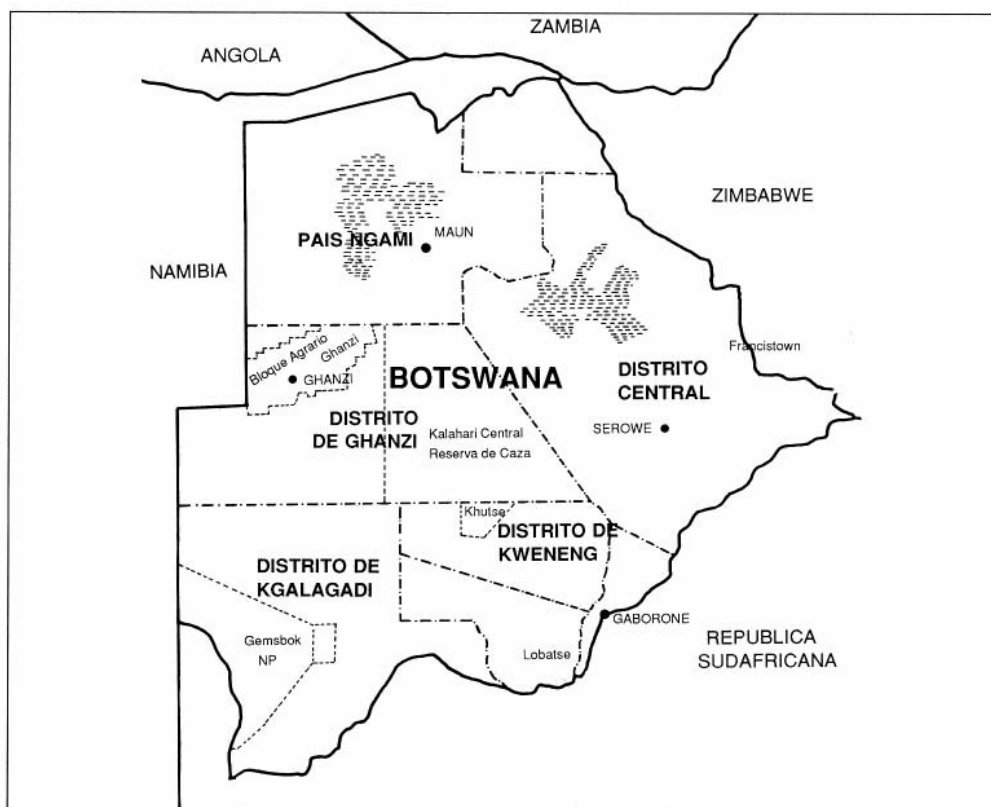 ZAMBIA
ANGOLA
ZIMBABWE
PAIS NGAMI
MAUN
NAMIBIA
Bloque Agrario
Ghanzi
GHANZI
BOTSWANA
Francistown
DISTRITO
CENTRAL
DISTRITO
DE GHANZI
Kalahari Central
Reserva de Caza
SEROWE
Khutse
DISTRITO DE
KWENENG
DISTRITO DE
KGALAGADI
GABORONE
Gemsbok
NP
Lobatse
REPUBLICA
SUDAFRICANA